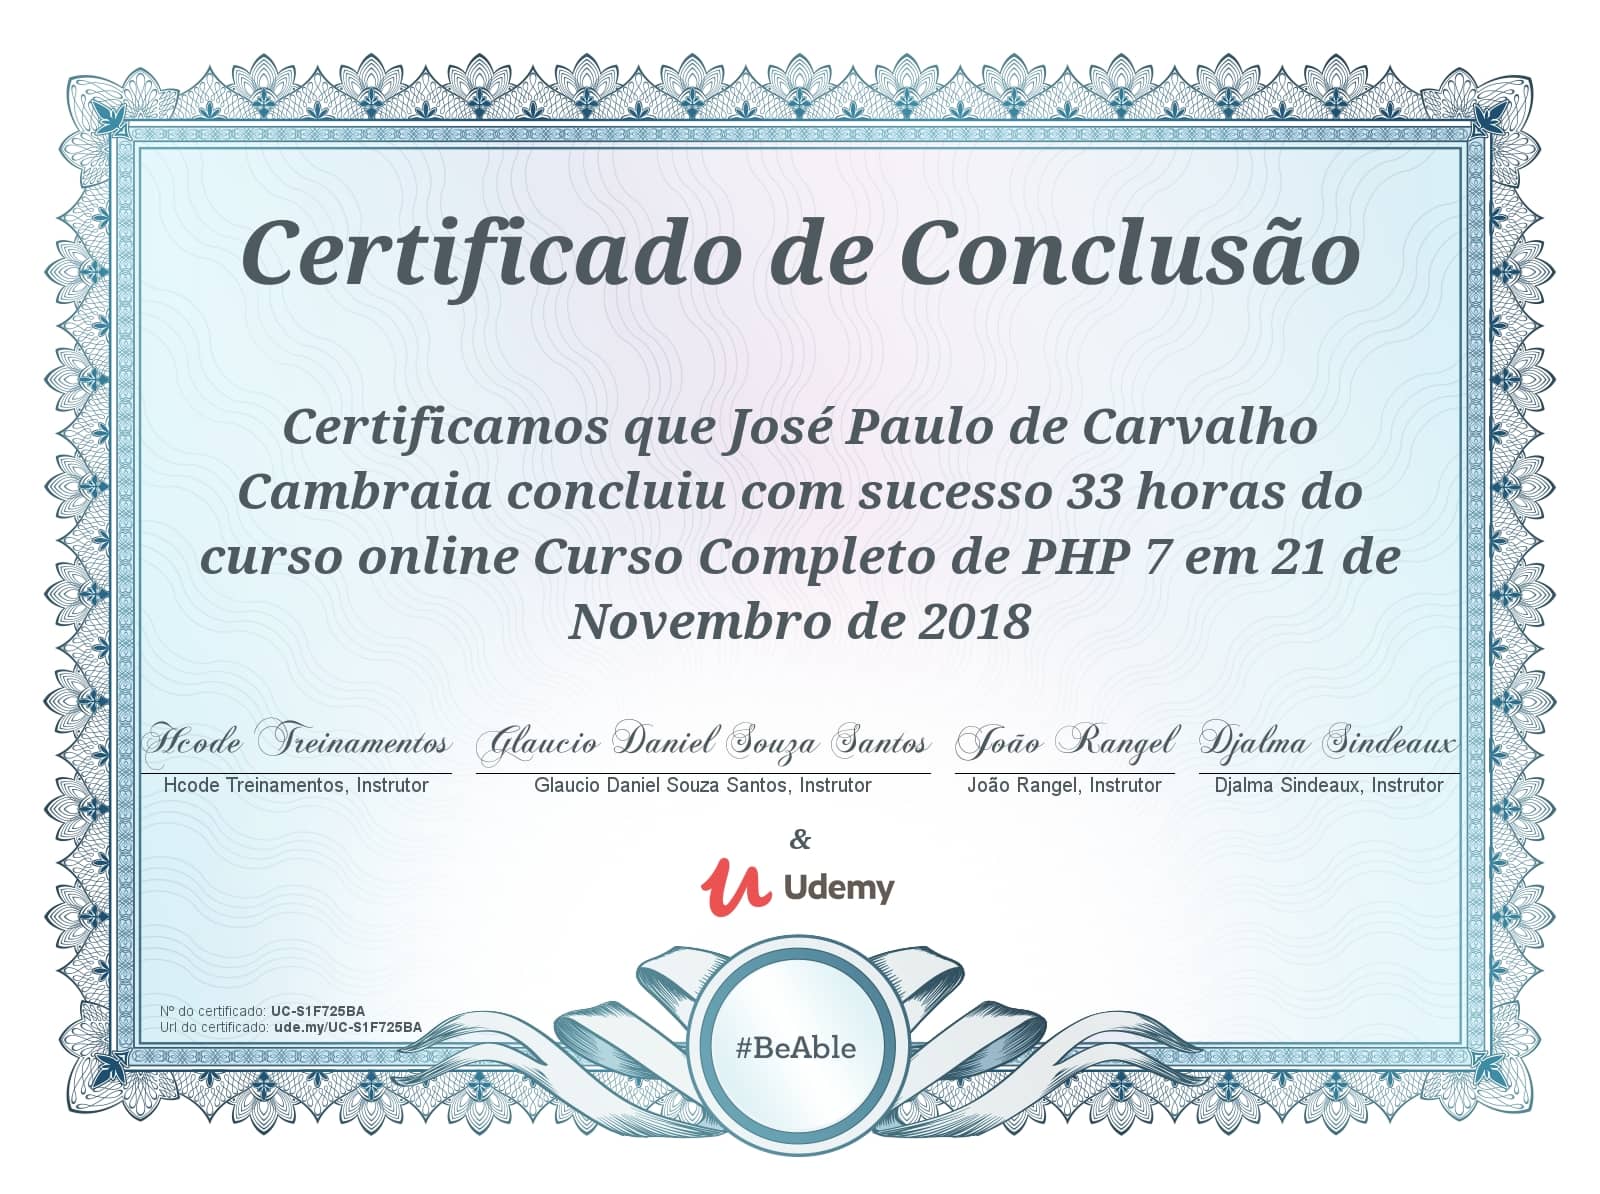 Certificado de Conclusão
Certificamos que José Paulo de Carvalho
Cambraia concluiu com sucesso 33 horas do
curso online Curso Completo de PHP 7 em 21 de
Novembro de 2018
Hcode Treinamentos
Hcode Treinamentos, Instrutor
Glaucio Daniel Souza Santos
Glaucio Daniel Souza Santos, Instrutor
João Rangel
João Rangel, Instrutor
Djalma Sindeaux
Djalma Sindeaux, Instrutor
&
Udemy
#BeAble
Nº do certificado: UC-S1F725BA
Url do certificado: ude.my/UC-S1F725BA